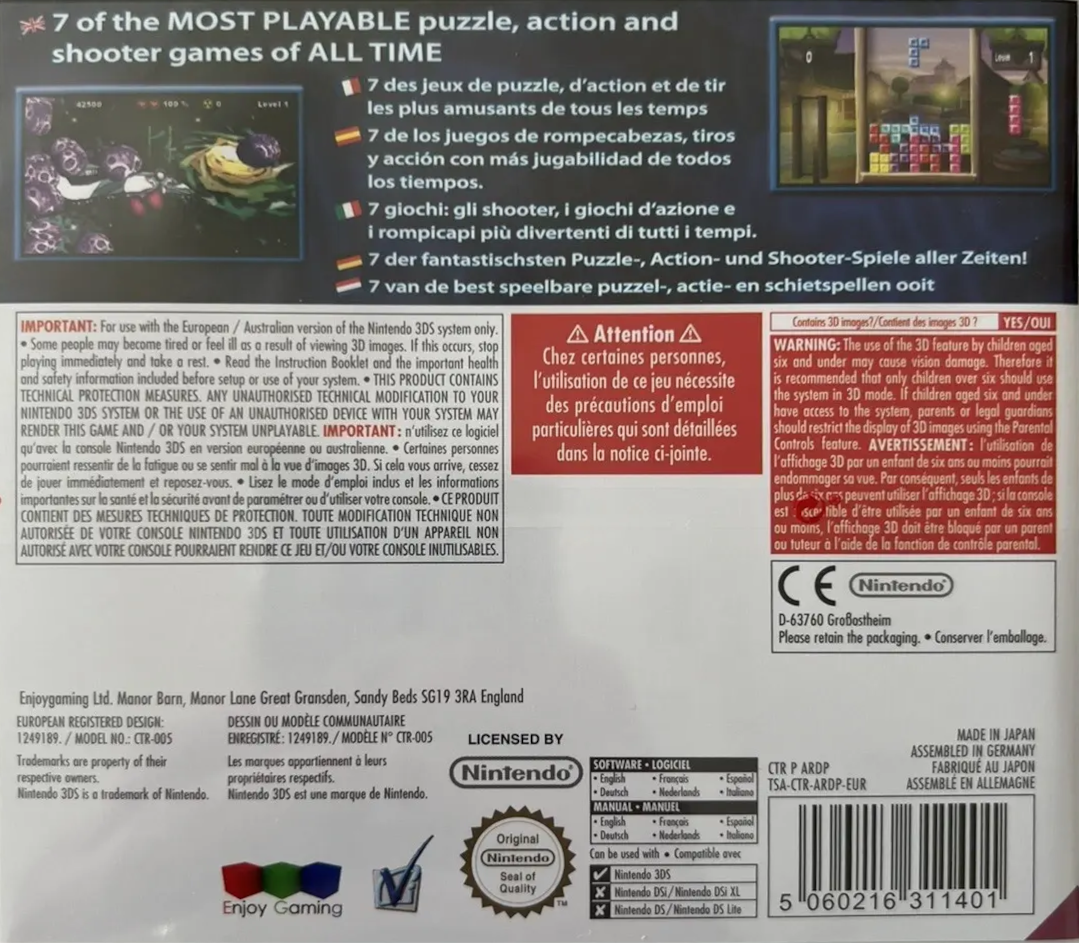 7 of the MOST PLAYABLE puzzle, action and
shooter games of ALL TIME
42500 100 % 0 Level 1
7 des jeux de puzzle, d'action et de tir
les plus amusants de tous les temps
7 de los juegos de rompecabezas, tiros
y acción con más jugabilidad de todos
los tiempos.
7 giochi: gli shooter, i giochi d'azione e
i rompicapi più divertenti di tutti i tempi.
7 der fantastischsten Puzzle-, Action- und Shooter-Spiele aller Zeiten!
7 van de best speelbare puzzel-, actie- en schietspellen ooit
0 Level 1
IMPORTANT: For use with the European / Australian version of the Nintendo 3DS system only.
• Some people may become tired or feel ill as a result of viewing 3D images. If this occurs, stop
playing immediately and take a rest. • Read the Instruction Booklet and the important health
and safety information included before setup or use of your system. • THIS PRODUCT CONTAINS
TECHNICAL PROTECTION MEASURES. ANY UNAUTHORISED TECHNICAL MODIFICATION TO YOUR
NINTENDO 3DS SYSTEM OR THE USE OF AN UNAUTHORISED DEVICE WITH YOUR SYSTEM MAY
RENDER THIS GAME AND / OR YOUR SYSTEM UNPLAYABLE. IMPORTANT : n'utilisez ce logiciel
qu'avec la console Nintendo 3DS en version européenne ou australienne. • Certaines personnes
pourraient ressentir de la fatigue ou se sentir mal à la vue d'images 3D. Si cela vous arrive, cessez
de jouer immédiatement et reposez-vous. • Lisez le mode d'emploi inclus et les informations
importantes sur la santé et la sécurité avant de paramétrer ou d'utiliser votre console. • CE PRODUIT
CONTIENT DES MESURES TECHNIQUES DE PROTECTION. TOUTE MODIFICATION TECHNIQUE NON
AUTORISÉE DE VOTRE CONSOLE NINTENDO 3DS ET TOUTE UTILISATION D'UN APPAREIL NON
AUTORISÉ AVEC VOTRE CONSOLE POURRAIENT RENDRE CE JEU ET/OU VOTRE CONSOLE INUTILISABLES.
Attention
Chez certaines personnes,
l'utilisation de ce jeu nécessite
des précautions d'emploi
particulières qui sont détaillées
dans la notice ci-jointe.
Contains 3D images?/Contient des images 3D ? YES/OUI
WARNING: The use of the 3D feature by children aged
six and under may cause vision damage. Therefore it
is recommended that only children over six should use
the system in 3D mode. If children aged six and under
have access to the system, parents or legal guardians
should restrict the display of 3D images using the Parental
Controls feature. AVERTISSEMENT : l'utilisation de
l'affichage 3D par un enfant de six ans ou moins pourrait
endommager sa vue. Par conséquent, seuls les enfants de
plus de ans peuvent utiliser l'affichage 3D ; si la console
est tible d'être utilisée par un enfant de six ans
ou moins, l'affichage 3D doit être bloqué par un parent
ou tuteur à l'aide de la fonction de contrôle parental.
CE Nintendo
D-63760 Großostheim
Please retain the packaging. • Conserver l'emballage.
Enjoygaming Ltd. Manor Barn, Manor Lane Great Gransden, Sandy Beds SG19 3RA England
EUROPEAN REGISTERED DESIGN:
1249189. / MODEL NO.: CTR-005
Trademarks are property of their
respective owners.
Nintendo 3DS is a trademark of Nintendo.
DESSIN OU MODÈLE COMMUNAUTAIRE
ENREGISTRÉ: 1249189./ MODÈLE N° CTR-005
Les marques appartiennent à leurs
propriétaires respectifs.
Nintendo 3DS est une marque de Nintendo.
LICENSED BY
Nintendo
SOFTWARE • LOGICIEL
• English • Français • Español
• Deutsch • Nederlands • Italiano
MANUAL • MANUEL
• English • Français • Español
• Deutsch • Nederlands • Italiano
Can be used with • Compatible avec
Nintendo 3DS
Nintendo DSi/Nintendo DSi XL
Nintendo DS/Nintendo DS Lite
CTR P ARDP
TSA-CTR-ARDP-EUR
MADE IN JAPAN
ASSEMBLED IN GERMANY
FABRIQUÉ AU JAPON
ASSEMBLÉ EN ALLEMAGNE
Enjoy Gaming
Original
Nintendo
Seal of
Quality
TM
5 060216 311401